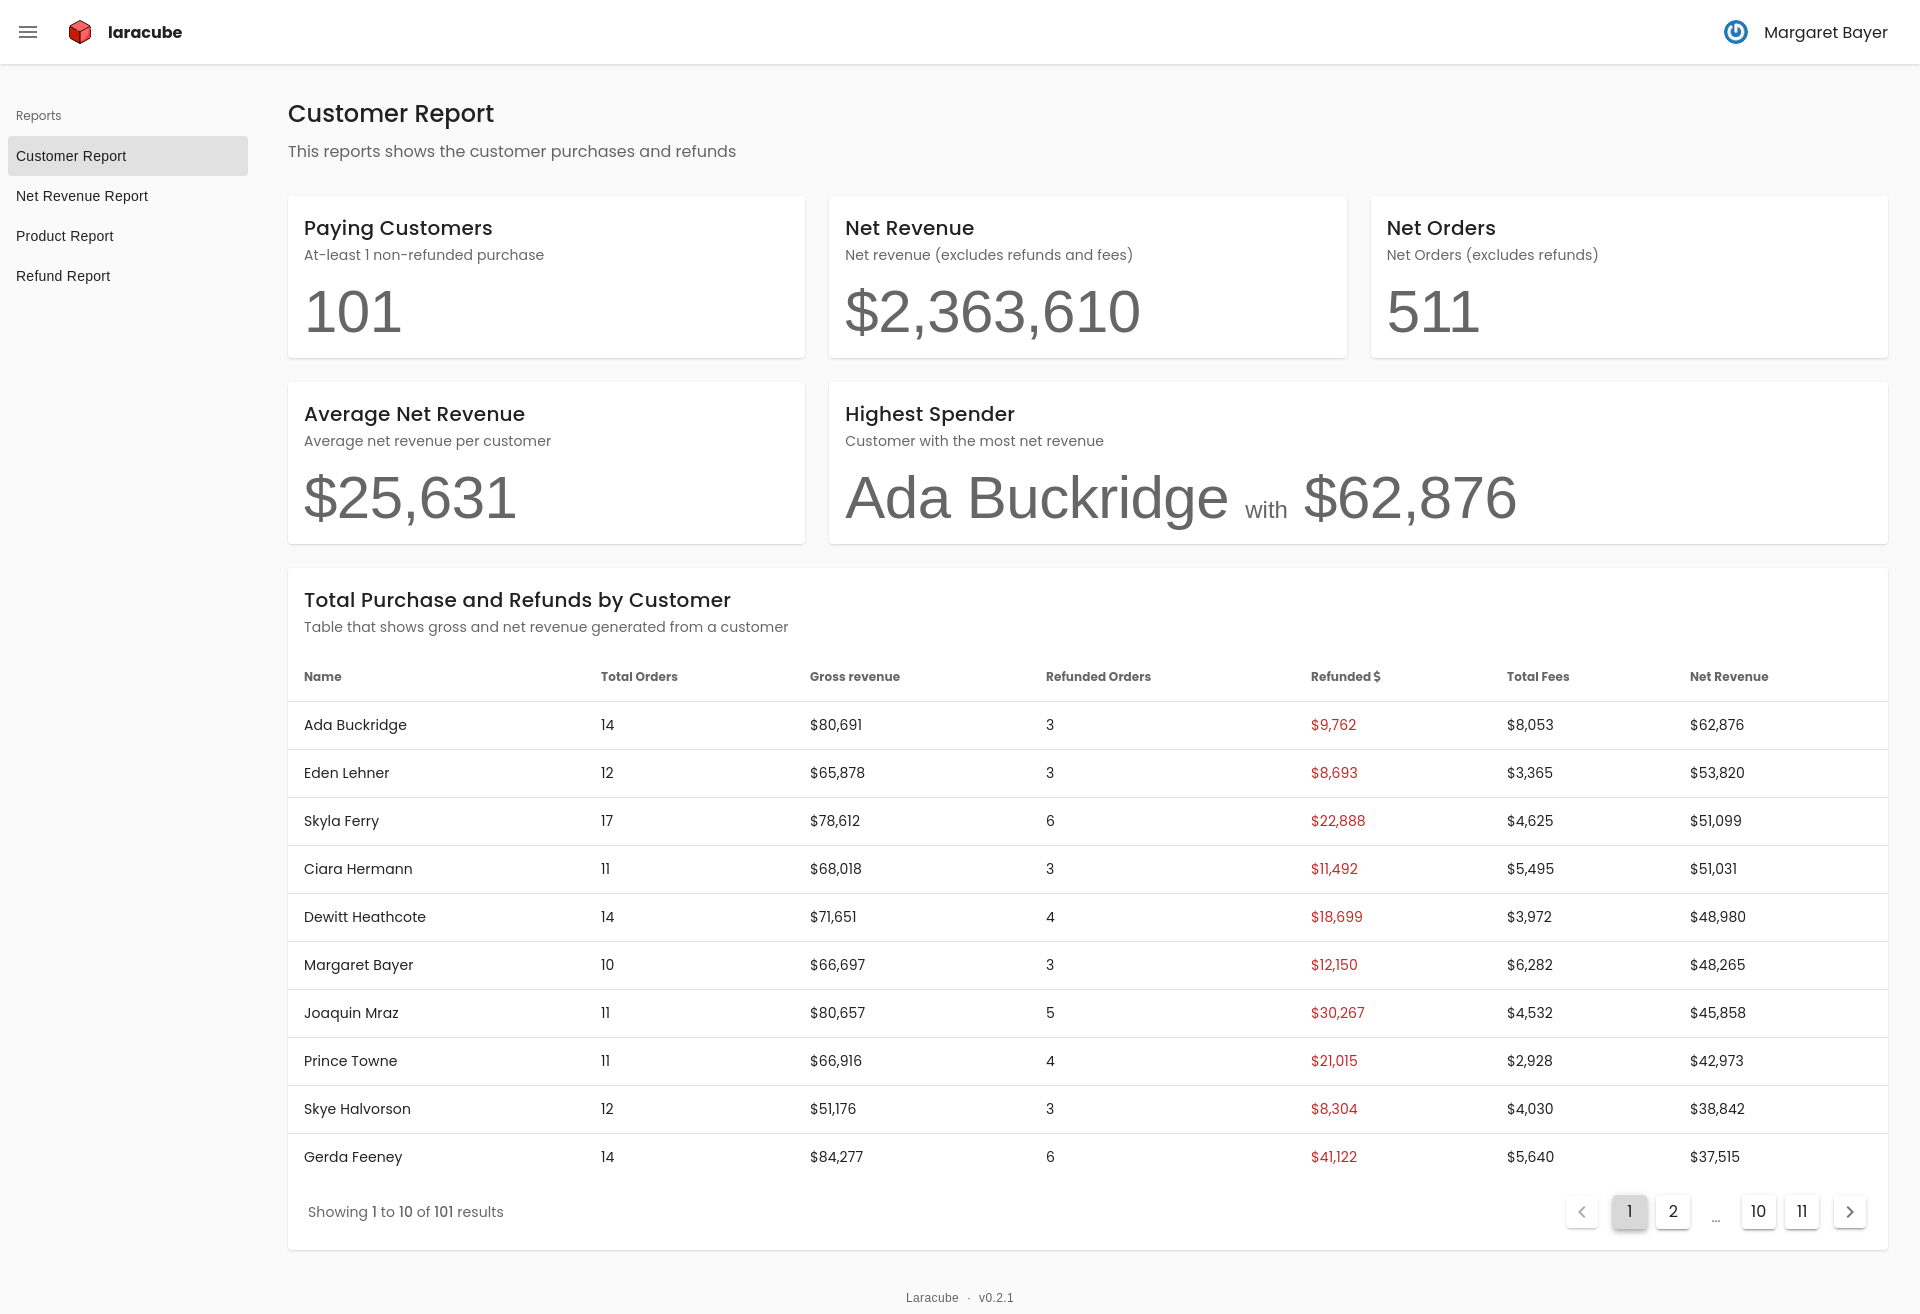 laracube
Margaret Bayer
Reports
Customer Report
Net Revenue Report
Product Report
Refund Report
Customer Report
This reports shows the customer purchases and refunds
Paying Customers
At-least 1 non-refunded purchase
101
Net Revenue
Net revenue (excludes refunds and fees)
$2,363,610
Net Orders
Net Orders (excludes refunds)
511
Average Net Revenue
Average net revenue per customer
$25,631
Highest Spender
Customer with the most net revenue
Ada Buckridge with $62,876
Total Purchase and Refunds by Customer
Table that shows gross and net revenue generated from a customer
Name Total Orders Gross revenue Refunded Orders Refunded $ Total Fees Net Revenue
Ada Buckridge 14 $80,691 3 $9,762 $8,053 $62,876
Eden Lehner 12 $65,878 3 $8,693 $3,365 $53,820
Skyla Ferry 17 $78,612 6 $22,888 $4,625 $51,099
Ciara Hermann 11 $68,018 3 $11,492 $5,495 $51,031
Dewitt Heathcote 14 $71,651 4 $18,699 $3,972 $48,980
Margaret Bayer 10 $66,697 3 $12,150 $6,282 $48,265
Joaquin Mraz 11 $80,657 5 $30,267 $4,532 $45,858
Prince Towne 11 $66,916 4 $21,015 $2,928 $42,973
Skye Halvorson 12 $51,176 3 $8,304 $4,030 $38,842
Gerda Feeney 14 $84,277 6 $41,122 $5,640 $37,515
Showing 1 to 10 of 101 results
1 2 ... 10 11
Laracube · v0.2.1